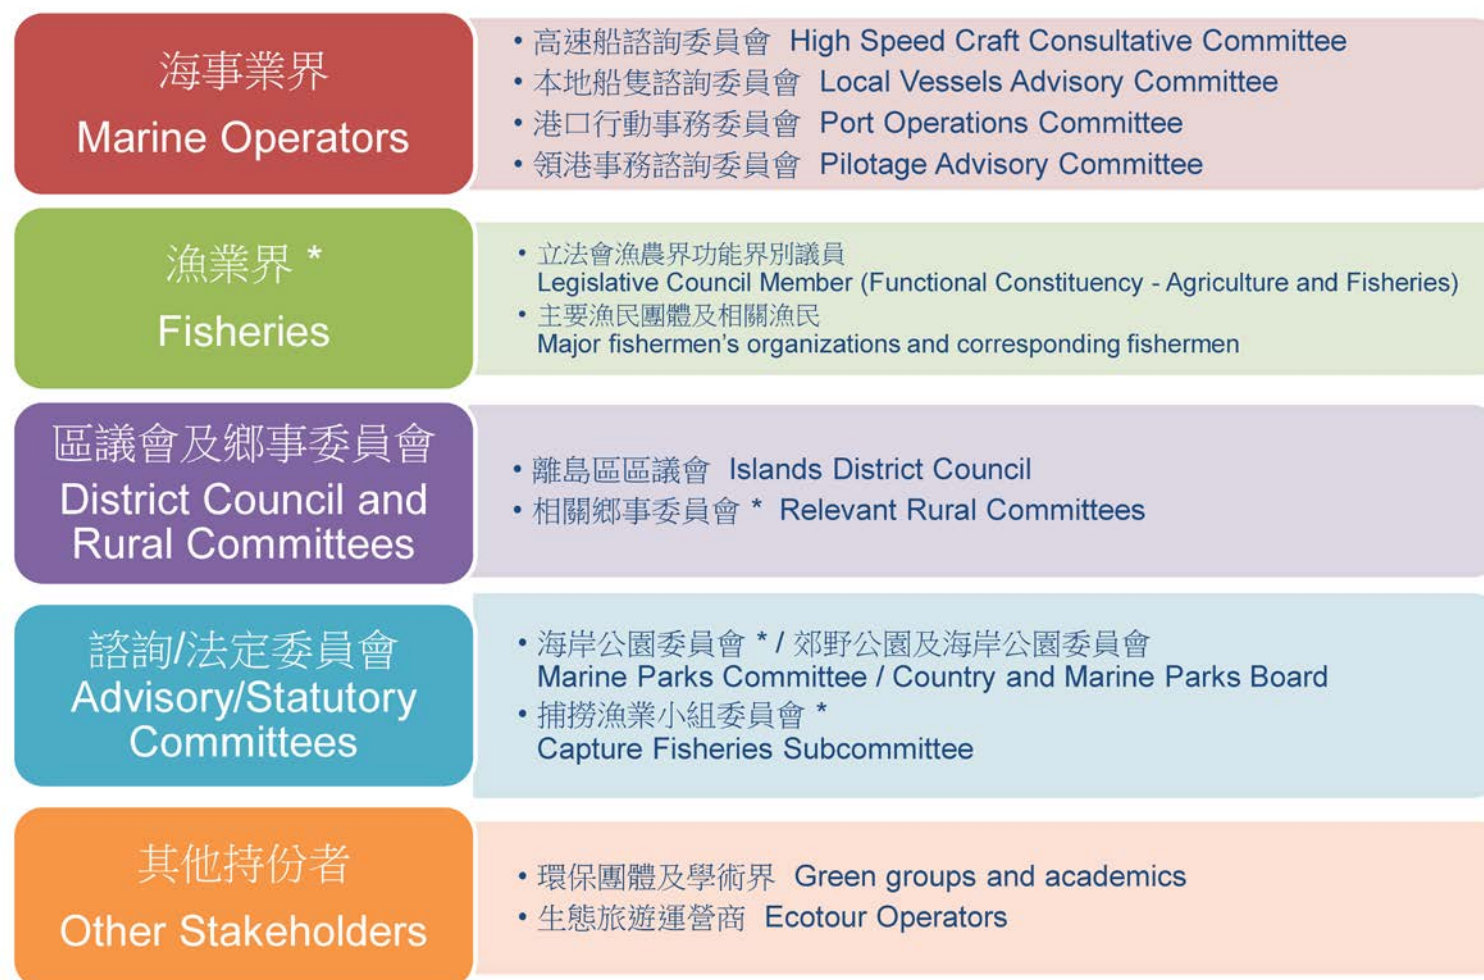 海事業界
Marine Operators
• 高速船諮詢委員會 High Speed Craft Consultative Committee
• 本地船隻諮詢委員會 Local Vessels Advisory Committee
• 港口行動事務委員會 Port Operations Committee
• 領港事務諮詢委員會 Pilotage Advisory Committee
漁業界 *
Fisheries
• 立法會漁農界功能界別議員
Legislative Council Member (Functional Constituency - Agriculture and Fisheries)
• 主要漁民團體及相關漁民
Major fishermen's organizations and corresponding fishermen
區議會及鄉事委員會
District Council and
Rural Committees
• 離島區區議會 Islands District Council
• 相關鄉事委員會 * Relevant Rural Committees
諮詢/法定委員會
Advisory/Statutory
Committees
• 海岸公園委員會 * / 郊野公園及海岸公園委員會
Marine Parks Committee / Country and Marine Parks Board
• 捕撈漁業小組委員會 *
Capture Fisheries Subcommittee
其他持份者
Other Stakeholders
• 環保團體及學術界 Green groups and academics
• 生態旅遊運營商 Ecotour Operators